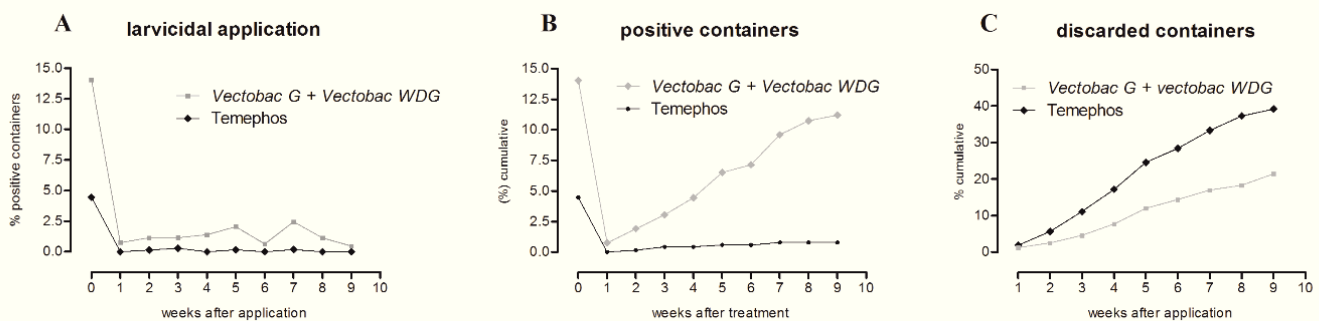 A larvicidal application
% positive containers
15.0
12.5
10.0
7.5
5.0
2.5
0.0
Vectobac G + Vectobac WDG
Temephos
0 1 2 3 4 5 6 7 8 9 10
weeks after application
B positive containers
(%) cumulative
(15.0
12.5
10.0
7.5
5.0
2.5
0.0
Vectobac G + Vectobac WDG
Temephos
0 1 2 3 4 5 6 7 8 9 10
weeks after treatment
C discarded containers
% cumulative
50
40
30
20
10
0
Vectobac G + vectobac WDG
Temephos
1 2 3 4 5 6 7 8 9 10
weeks after application